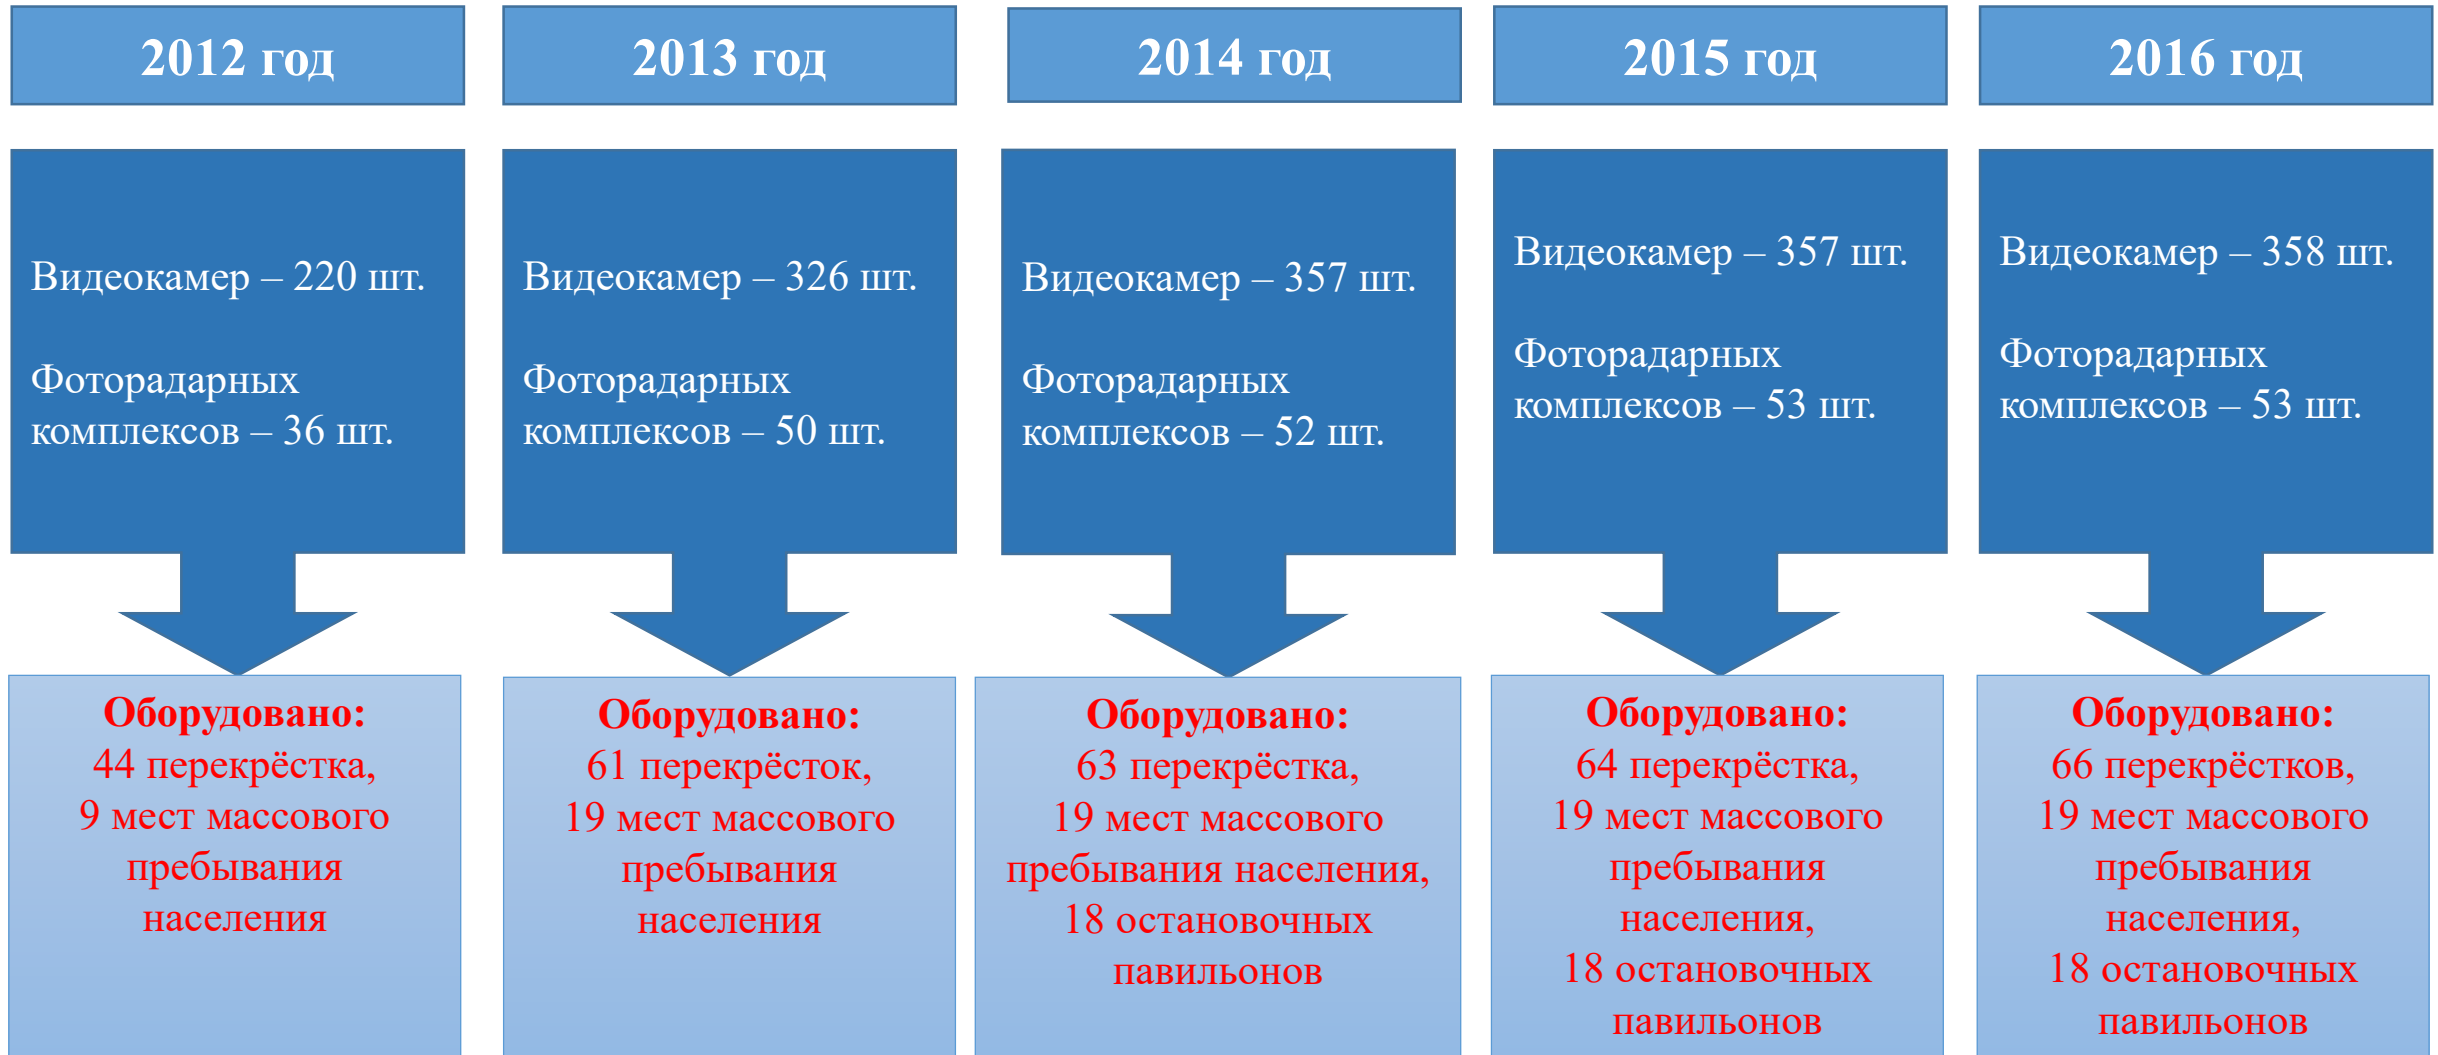 2012 год
2013 год
2014 год
2015 год
2016 год
Видеокамер – 220 шт.
Фоторадарных
комплексов – 36 шт.
Видеокамер – 326 шт.
Фоторадарных
комплексов – 50 шт.
Видеокамер – 357 шт.
Фоторадарных
комплексов – 52 шт.
Видеокамер – 357 шт.
Фоторадарных
комплексов – 53 шт.
Видеокамер – 358 шт.
Фоторадарных
комплексов – 53 шт.
Оборудовано:
44 перекрёстка,
9 мест массового
пребывания
населения
Оборудовано:
61 перекрёсток,
19 мест массового
пребывания
населения
Оборудовано:
63 перекрёстка,
19 мест массового
пребывания населения,
18 остановочных
павильонов
Оборудовано:
64 перекрёстка,
19 мест массового
пребывания
населения,
18 остановочных
павильонов
Оборудовано:
66 перекрёстков,
19 мест массового
пребывания
населения,
18 остановочных
павильонов